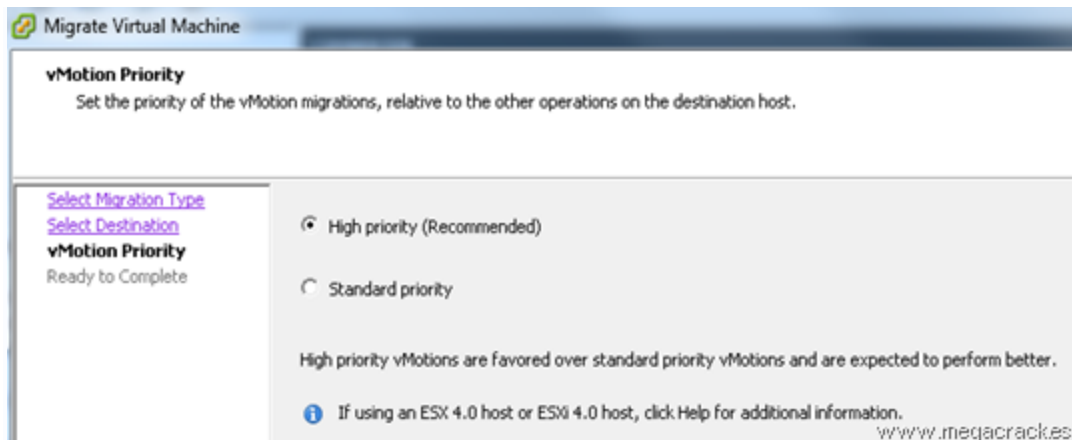 Migrate Virtual Machine
vMotion Priority
Set the priority of the vMotion migrations, relative to the other operations on the destination host.
Select Migration Type
Select Destination
vMotion Priority
Ready to Complete
High priority (Recommended)
Standard priority
High priority vMotions are favored over standard priority vMotions and are expected to perform better.
If using an ESX 4.0 host or ESXi 4.0 host, click Help for additional information.
www.megacrack.es